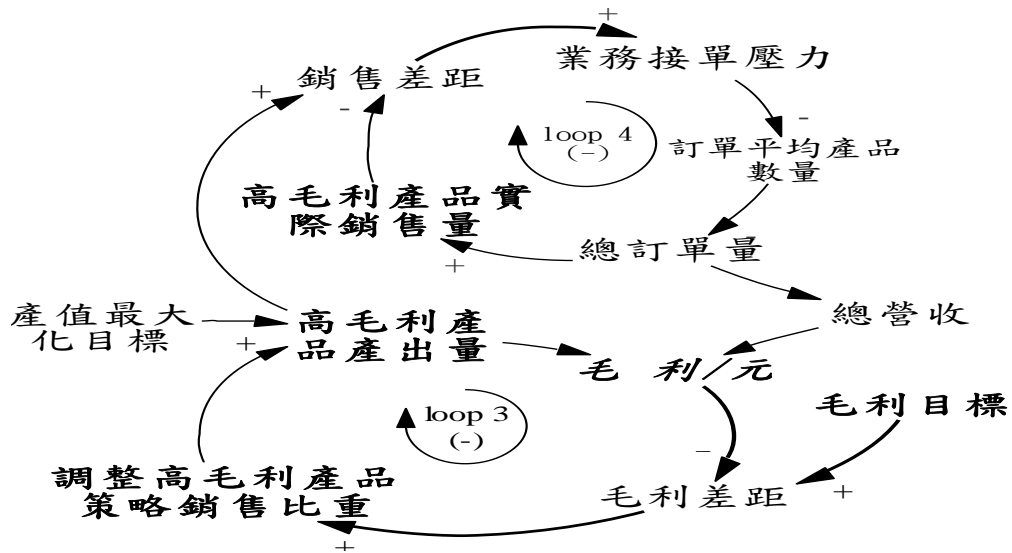 +
業務接單壓力
銷售差距
+
-
loop 4
(-)
-
訂單平均產品
數量
高毛利產品實
際銷售量
總訂單量
+
產值最大
化目標
+
高毛利產
品產出量
總營收
毛 利/元
毛利目標
loop 3
(-)
-
調整高毛利產品
策略銷售比重
毛利差距
+
+